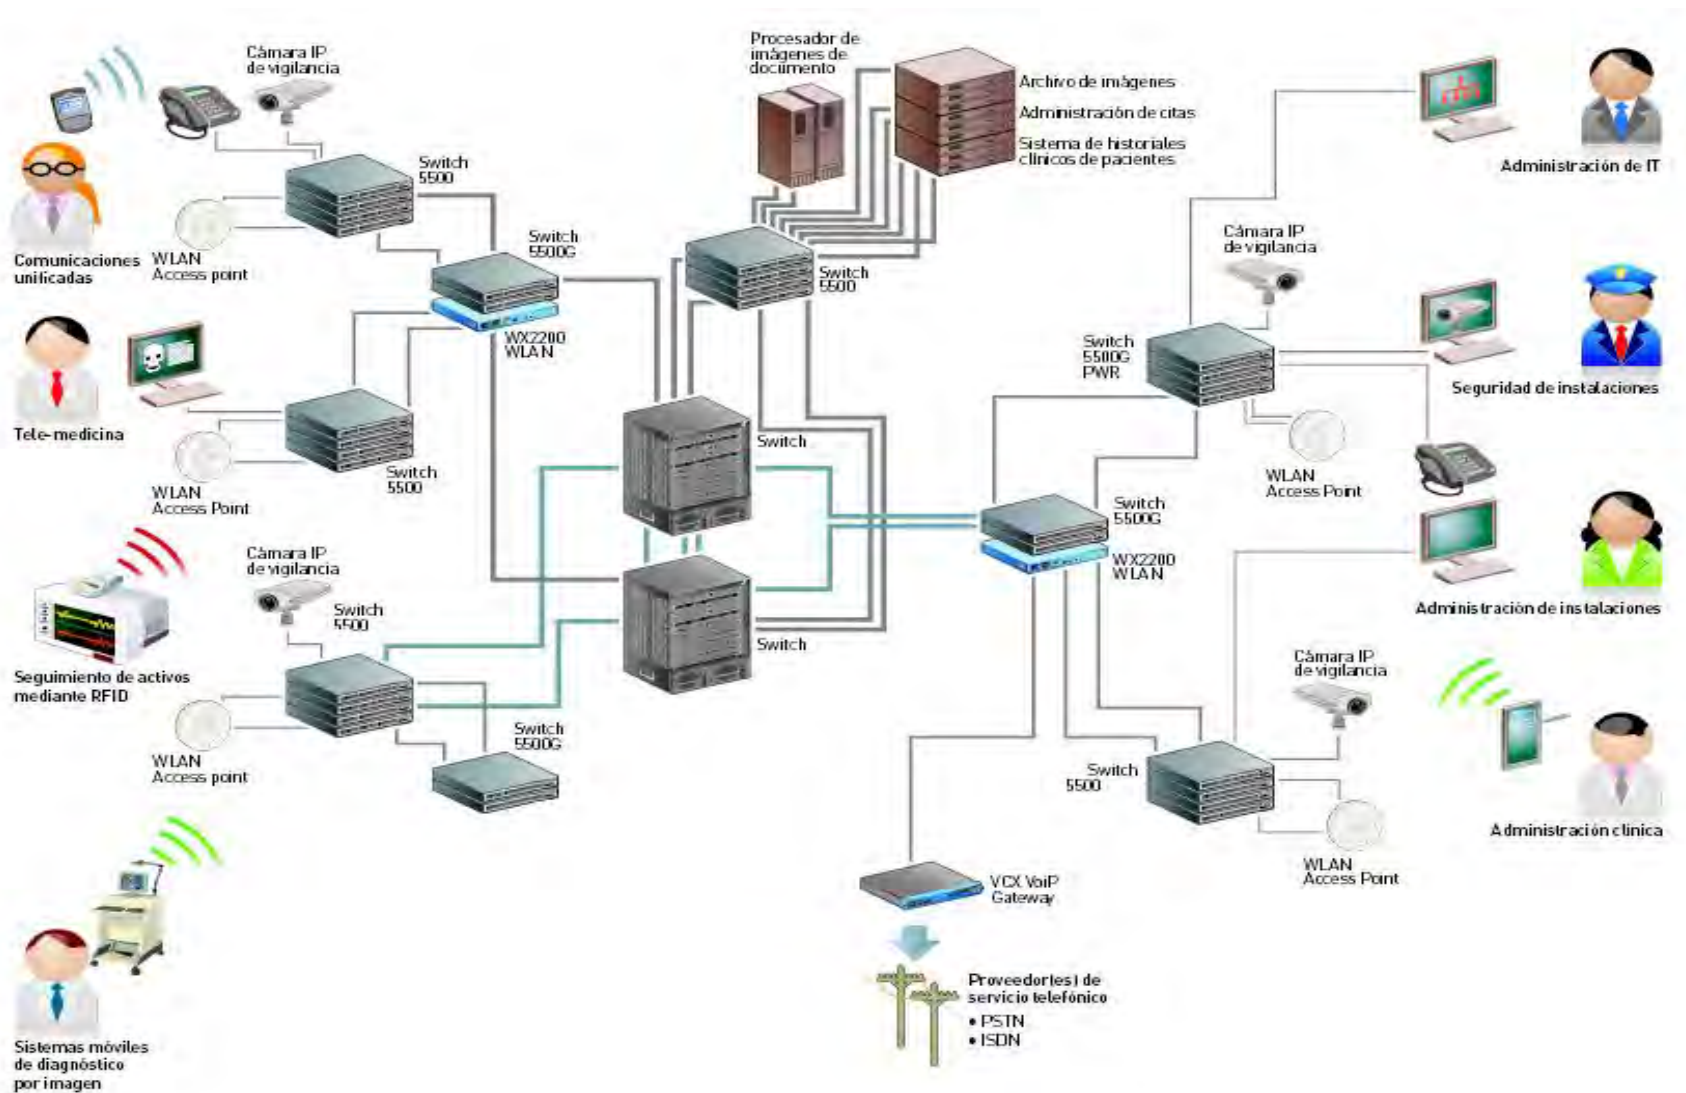 Cámara IP
de vigilancia
Switch
5500
WLAN
Access point
Comunicaciones
unificadas
Switch
5500G
WX2200
WLAN
Tele-medicina
Switch
5500
WLAN
Access Point
Cámara IP
de vigilancia
Switch
5500
Seguimiento de activos
mediante RFID
WLAN
Access point
Switch
5500G
Sistemas móviles
de diagnóstico
por imagen
Procesador de
imágenes de
documento
Archivo de imágenes
Administración de citas
Sistema de historiales
clínicos de pacientes
Switch
5500
Switch
Switch
Administración de IT
Cámara IP
de vigilancia
Switch
5500G
PWR
Seguridad de instalaciones
WLAN
Access Point
Switch
5500G
WX2200
WLAN
Administración de instalaciones
Cámara IP
de vigilancia
Switch
5500
WLAN
Access Point
Administración clínica
VCX VoiP
Gateway
Proveedor(es) de
servicio telefónico
• PSTN
• ISDN